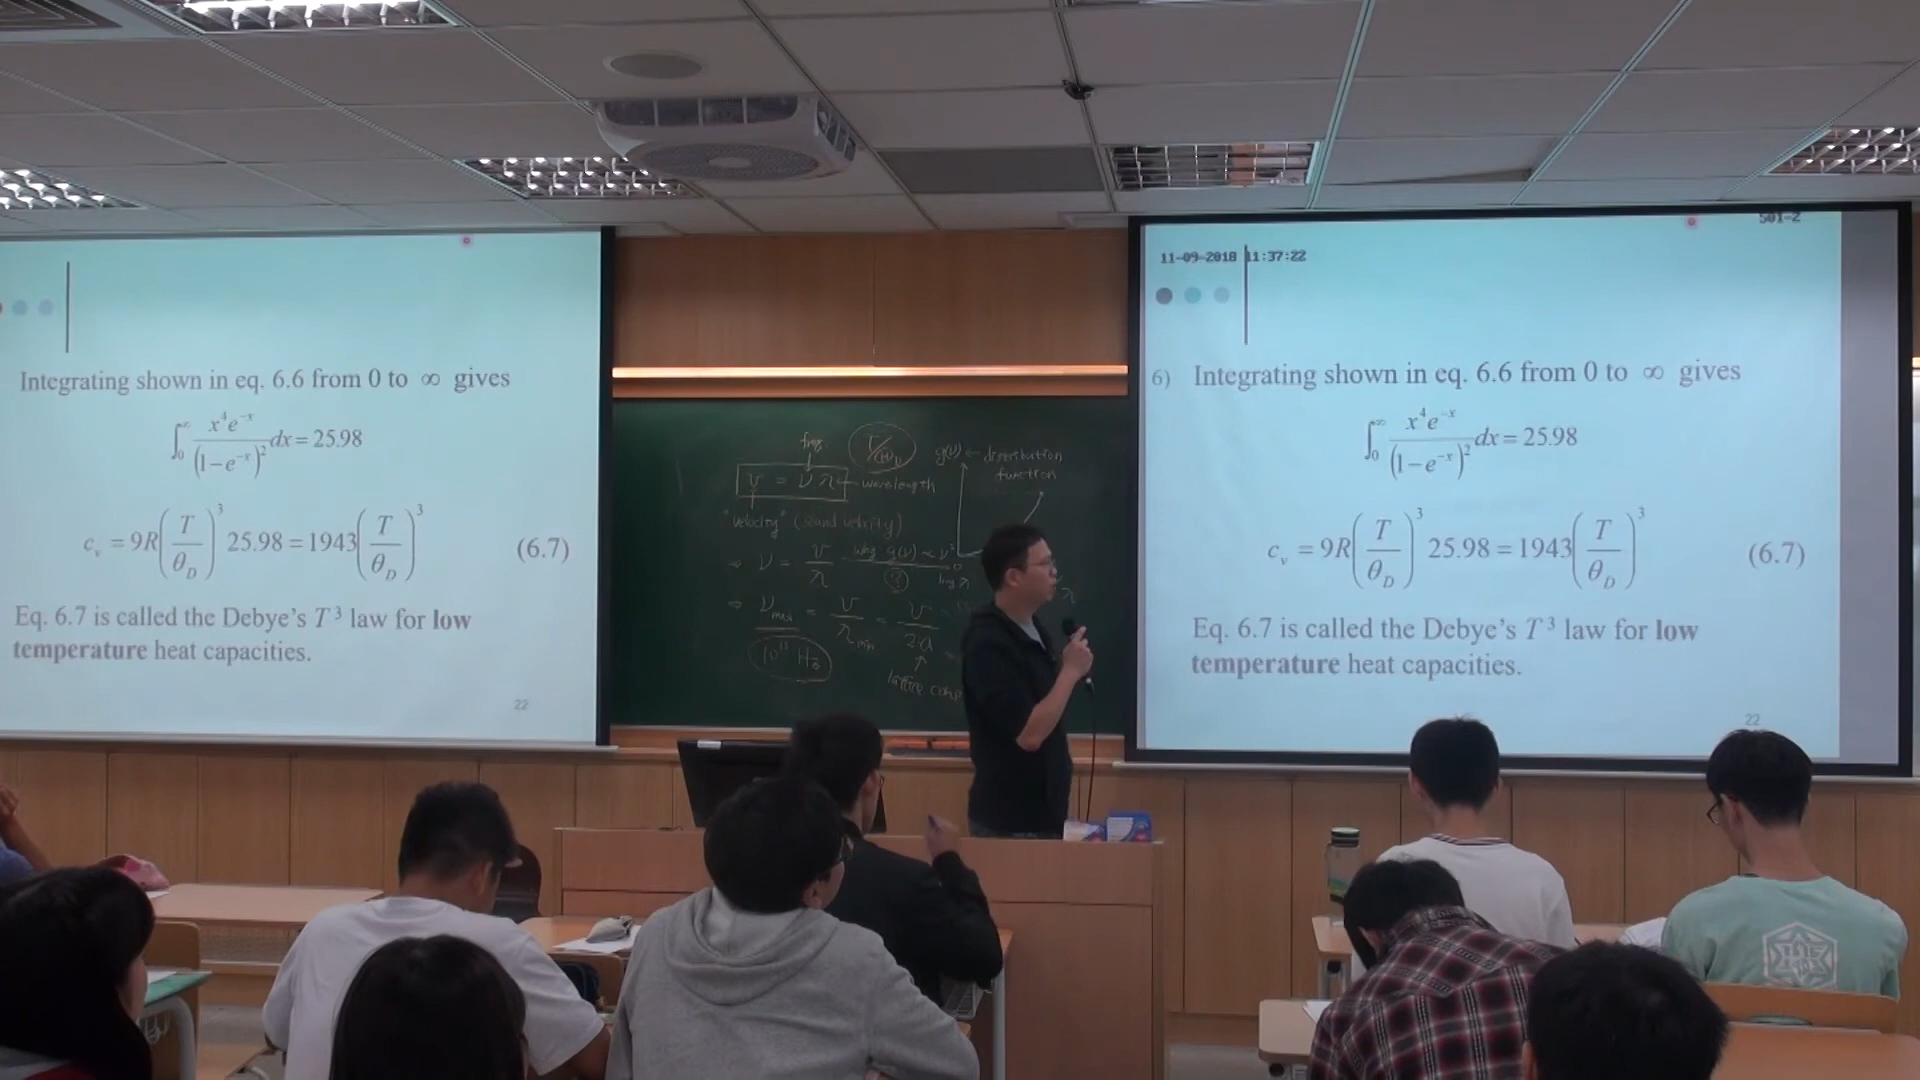 Integrating shown in eq. 6.6 from 0 to ∞ gives
∫₀^∞ x⁴e⁻ˣ/(1−e⁻ˣ)² dx = 25.98
c_v = 9R(T/θ_D)³ 25.98 = 1943(T/θ_D)³ (6.7)
Eq. 6.7 is called the Debye's T³ law for low
temperature heat capacities.
22
freq.
T/Θ_D
v = ν λ ← wavelength
"velocity" (sound velocity)
g(ν) ← distribution
function
⇒ ν = v/λ why g(ν) ∝ ν²
?
long λ
⇒ ν_max = v/λ_min = v/2a
10¹³ Hz
lattice
501-2
11-09-2018 11:37:22
6) Integrating shown in eq. 6.6 from 0 to ∞ gives
∫₀^∞ x⁴e⁻ˣ/(1−e⁻ˣ)² dx = 25.98
c_v = 9R(T/θ_D)³ 25.98 = 1943(T/θ_D)³ (6.7)
Eq. 6.7 is called the Debye's T³ law for low
temperature heat capacities.
22